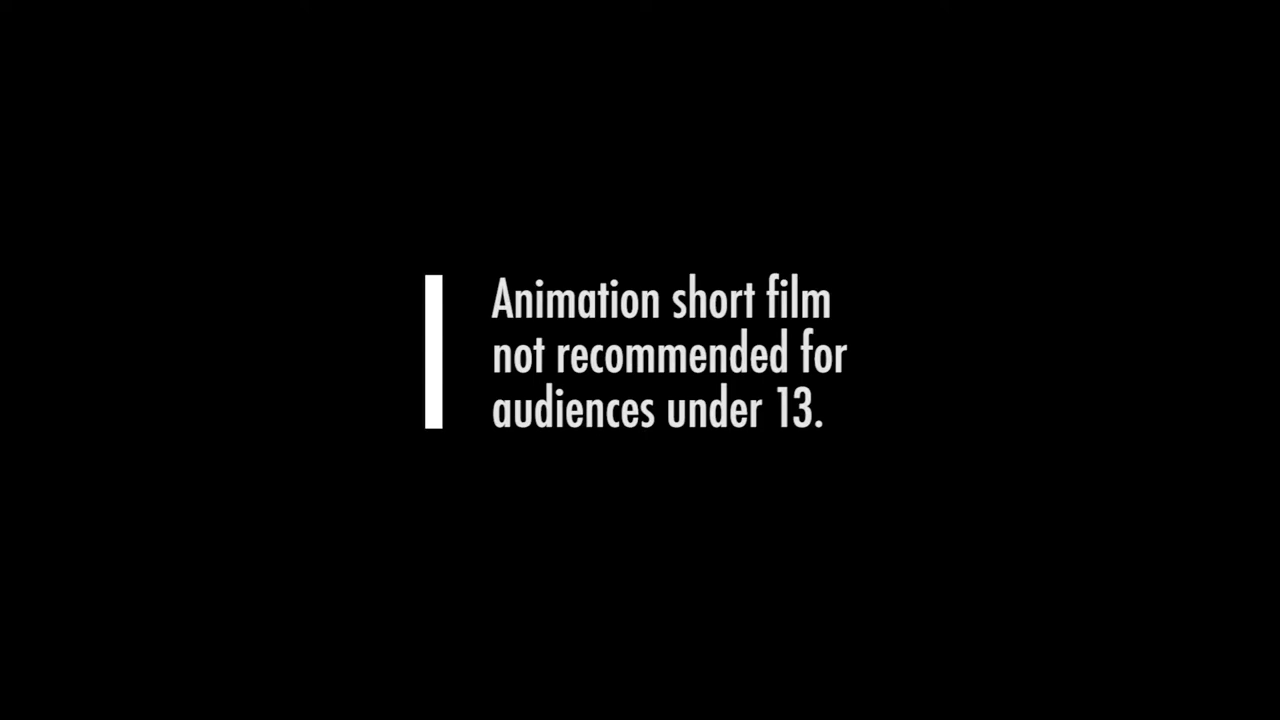 Animation short film
not recommended for
audiences under 13.